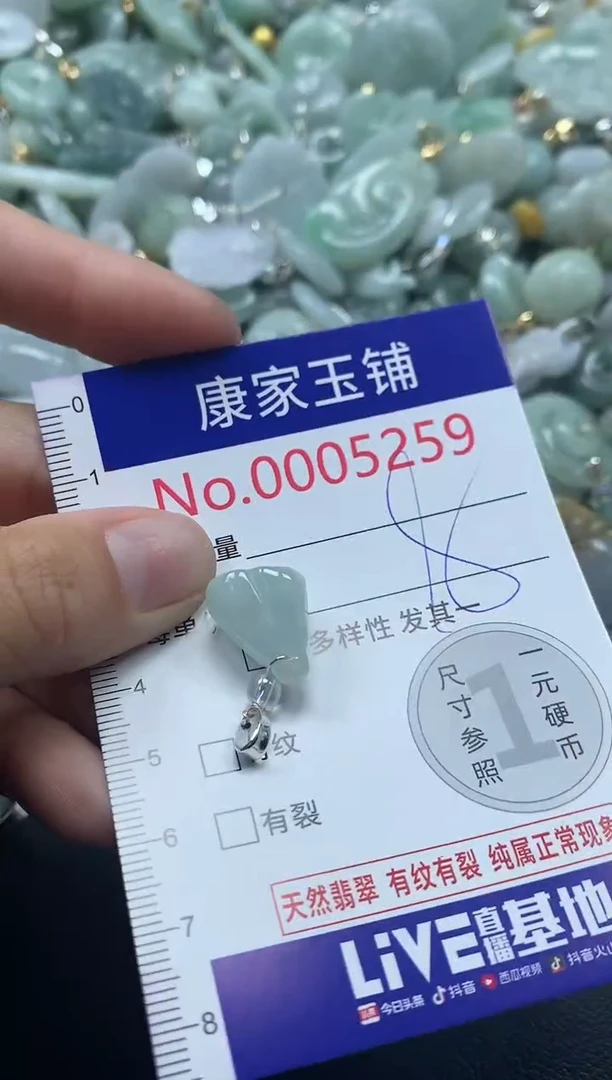 康家玉铺
0
1
No.0005259
量
18
多样性 发其一
4
5
纹
有裂
6
7
8
尺寸参照
1
一元硬币
天然翡翠 有纹有裂 纯属正常现象
LiVE直播基地
今日头条 抖音 西瓜视频 抖音火山